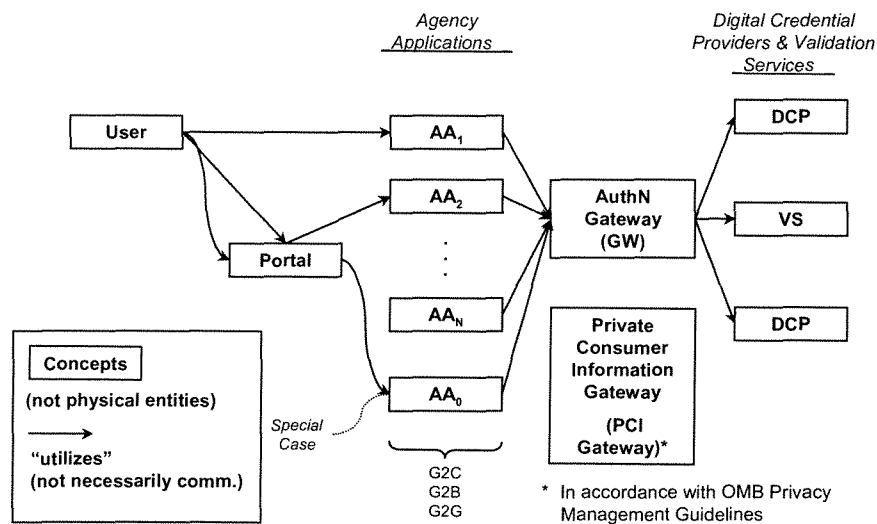 Agency
Applications
Digital Credential
Providers & Validation
Services
User
AA₁
DCP
AA₂
AuthN
Gateway
(GW)
VS
Portal
AA_N
DCP
Private
Consumer
Information
Gateway
(PCI
Gateway)*
Concepts
(not physical entities)
"utilizes"
(not necessarily comm.)
AA₀
Special
Case
G2C
G2B
G2G
* In accordance with OMB Privacy
Management Guidelines